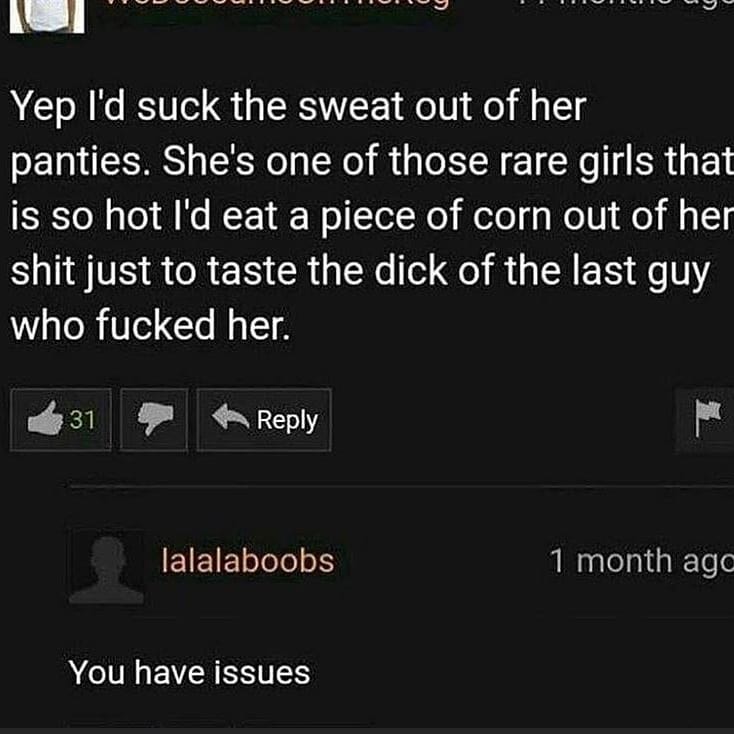 Yep I'd suck the sweat out of her
panties. She's one of those rare girls that
is so hot I'd eat a piece of corn out of her
shit just to taste the dick of the last guy
who fucked her.
31
Reply
lalalaboobs
1 month ago
You have issues